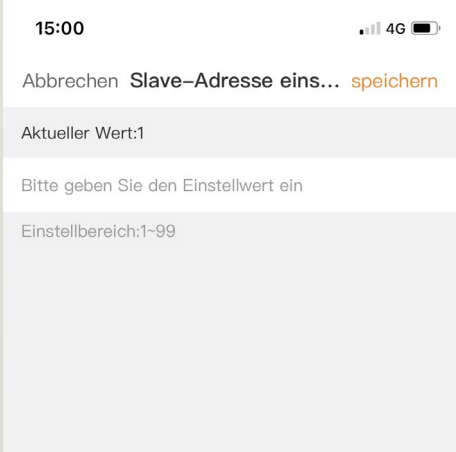 15:00 4G
Abbrechen Slave-Adresse eins... speichern
Aktueller Wert:1
Bitte geben Sie den Einstellwert ein
Einstellbereich:1~99